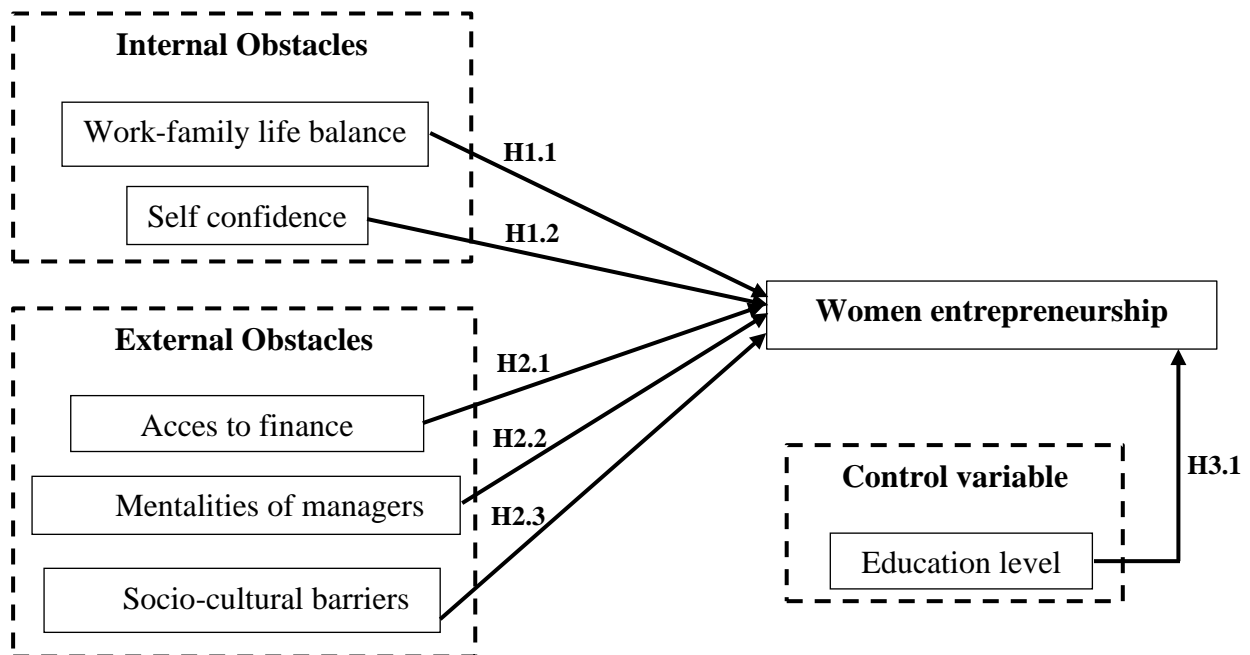 Internal Obstacles
Work-family life balance
H1.1
Self confidence
H1.2
Women entrepreneurship
External Obstacles
H2.1
Acces to finance
H2.2
Mentalities of managers
H2.3
Socio-cultural barriers
Control variable
H3.1
Education level